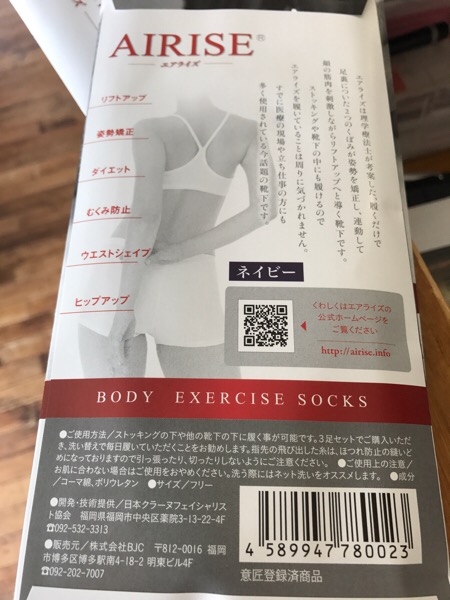 AIRISE®
エアライズ
リフトアップ
姿勢矯正
ダイエット
むくみ防止
ウエストシェイプ
ヒップアップ
エアライズは理学療法士が考案した、履くだけで
足裏についた2つのくぼみが姿勢を矯正し、連動して
顔の筋肉を刺激しながらリフトアップへと導く靴下です。
ストッキングや靴下の中にも履けるので
エアライズを履いていることは周りに気づかれません。
すでに医療の現場や立ち仕事の方にも
多く使用されている今話題の靴下です。
ネイビー
くわしくはエアライズの
公式ホームページを
ご覧ください
http://airise.info
BODY EXERCISE SOCKS
●ご使用方法/ストッキングの下や他の靴下の下に履く事が可能です。3足セットでご購入いただ
き、洗い替えで毎日履いていただくことをお勧めします。指先の飛び出した糸は、ほつれ防止の縫いど
めになっておりますので引っ張ったり、切ったりしないようにご注意ください。 ●ご使用上の注意/
お肌に合わない場合はご使用をおやめください。洗う際にはネット洗いをオススメします。●成分
/コーマ綿、ポリウレタン ●サイズ/フリー
●開発・技術提供/日本クラーヌフェイシャリス
ト協会 福岡県福岡市中央区薬院3-13-22-4F
☎092-532-3313
●販売元/株式会社BJC 〒812-0016 福岡
市博多区博多駅南4-18-2 明東ビル4F
☎092-202-7007
4 589947 780023
意匠登録済商品